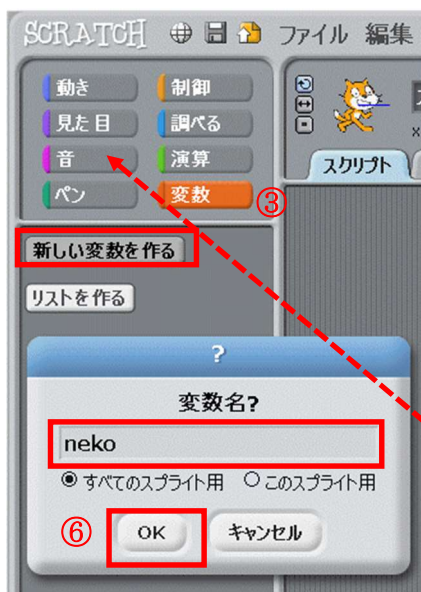 SCRATCH ファイル 編集
動き 制御
見た目 調べる
音 演算
ペン 変数 ③
x
スクリプト
新しい変数を作る
リストを作る
?
変数名?
neko
すべてのスプライト用 このスプライト用
⑥ OK キャンセル